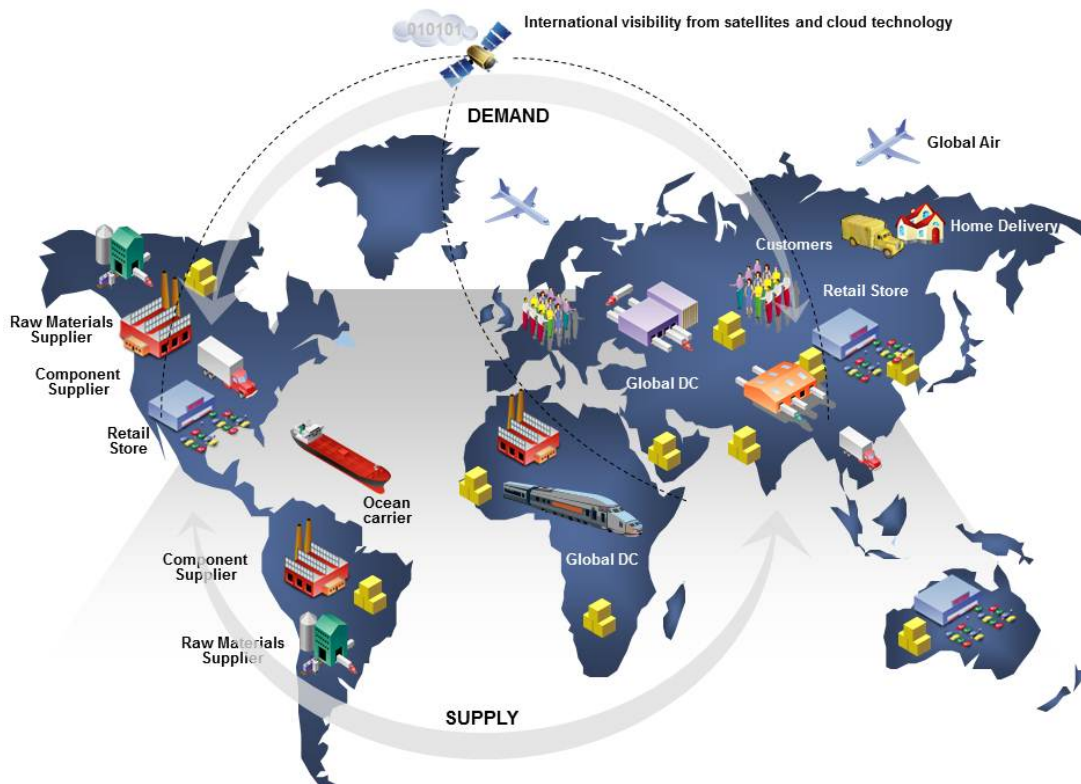 International visibility from satellites and cloud technology
010101
DEMAND
Global Air
Home Delivery
Customers
Retail Store
Raw Materials
Supplier
Component
Supplier
Global DC
Retail
Store
Ocean
carrier
Component
Supplier
Global DC
Raw Materials
Supplier
SUPPLY